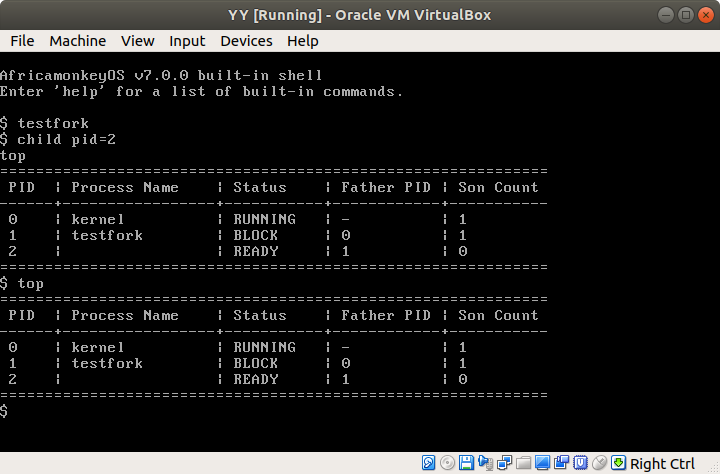 YY [Running] - Oracle VM VirtualBox
File Machine View Input Devices Help
AfricamonkeyOS v7.0.0 built-in shell
Enter 'help' for a list of built-in commands.
$ testfork
$ child pid=2
top
=============================================================
PID | Process Name | Status | Father PID | Son Count
------+-----------------+-----------+------------+-----------
0 | kernel | RUNNING | - | 1
1 | testfork | BLOCK | 0 | 1
2 | | READY | 1 | 0
=============================================================
$ top
=============================================================
PID | Process Name | Status | Father PID | Son Count
------+-----------------+-----------+------------+-----------
0 | kernel | RUNNING | - | 1
1 | testfork | BLOCK | 0 | 1
2 | | READY | 1 | 0
=============================================================
$
Right Ctrl